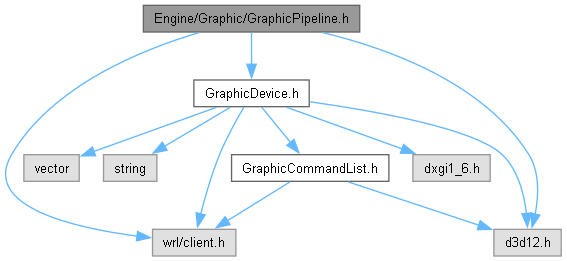 Engine/Graphic/GraphicPipeline.h
GraphicDevice.h
vector
string
GraphicCommandList.h
dxgi1_6.h
wrl/client.h
d3d12.h